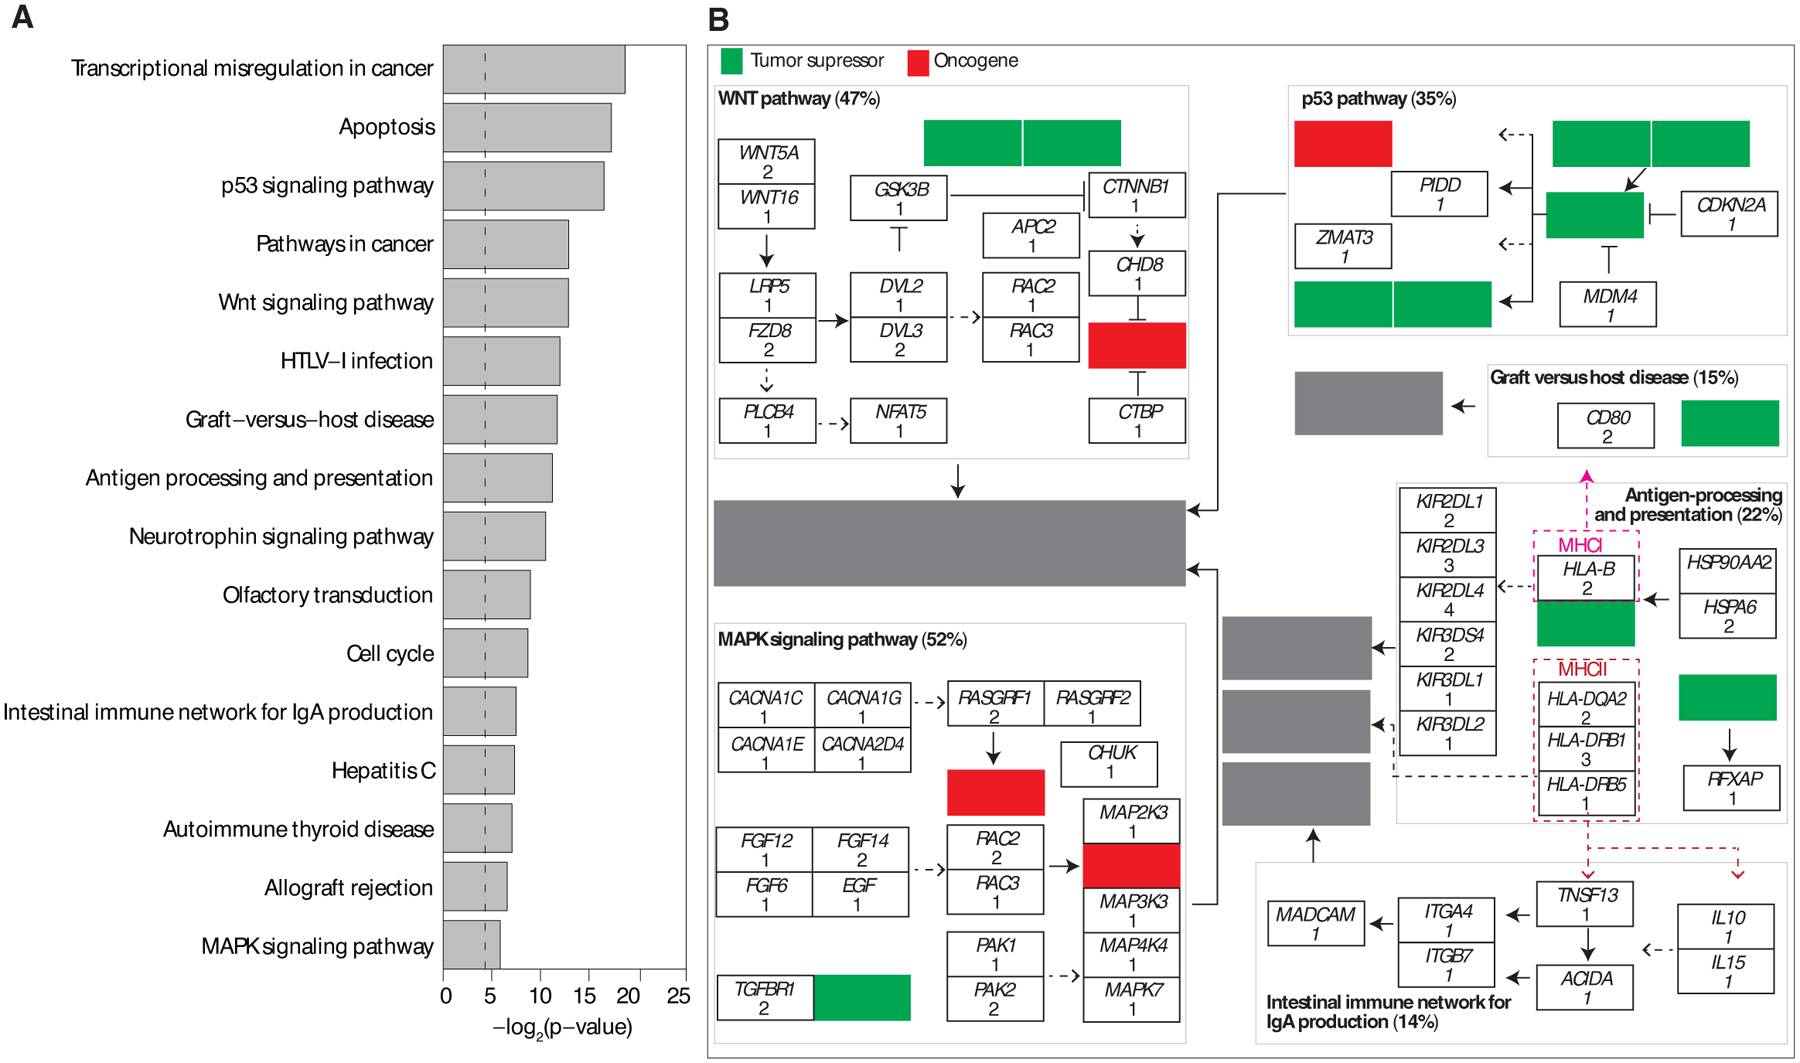 A
Transcriptional misregulation in cancer
Apoptosis
p53 signaling pathway
Pathways in cancer
Wnt signaling pathway
HTLV–I infection
Graft–versus–host disease
Antigen processing and presentation
Neurotrophin signaling pathway
Olfactory transduction
Cell cycle
Intestinal immune network for IgA production
Hepatitis C
Autoimmune thyroid disease
Allograft rejection
MAPK signaling pathway
0 5 10 15 20 25
–log2(p–value)
B
Tumor supressor
Oncogene
WNT pathway (47%)
WNT5A
2
WNT16
1
GSK3B
1
CTNNB1
1
APC2
1
CHD8
1
LRP5
1
FZD8
2
DVL2
1
DVL3
2
RAC2
1
RAC3
1
PLCB4
1
NFAT5
1
CTBP
1
p53 pathway (35%)
PIDD
1
CDKN2A
1
ZMAT3
1
MDM4
1
Graft versus host disease (15%)
CD80
2
Antigen-processing
and presentation (22%)
KIR2DL1
2
KIR2DL3
3
KIR2DL4
4
KIR3DS4
2
KIR3DL1
1
KIR3DL2
1
MHCI
HLA-B
2
HSP90AA2
HSPA6
2
MHCII
HLA-DQA2
2
HLA-DRB1
3
HLA-DRB5
1
RFXAP
1
MAPK signaling pathway (52%)
CACNA1C
1
CACNA1G
1
CACNA1E
1
CACNA2D4
1
RASGRF1
2
RASGRF2
1
CHUK
1
MAP2K3
1
FGF12
1
FGF14
2
FGF6
1
EGF
1
RAC2
2
RAC3
1
MAP3K3
1
MAP4K4
1
MAPK7
1
PAK1
1
PAK2
2
TGFBR1
2
MADCAM
1
ITGA4
1
ITGB7
1
TNSF13
1
ACIDA
1
IL10
1
IL15
1
Intestinal immune network for
IgA production (14%)